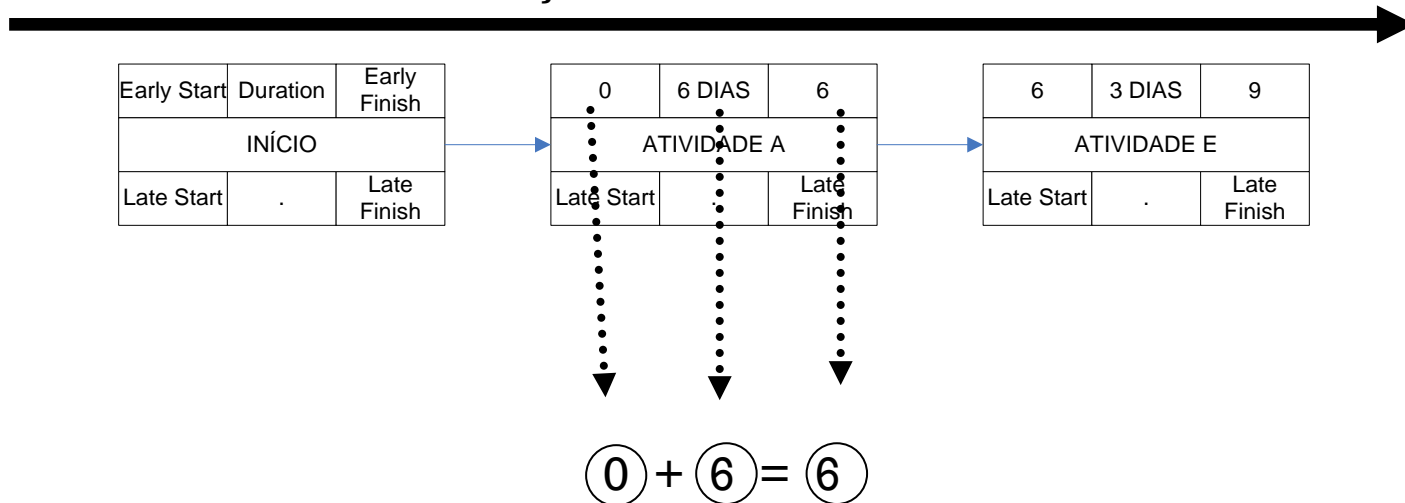 Early Start Duration Early Finish
INÍCIO
Late Start . Late Finish
0 6 DIAS 6
ATIVIDADE A
Late Start . Late Finish
6 3 DIAS 9
ATIVIDADE E
Late Start . Late Finish
0 + 6 = 6